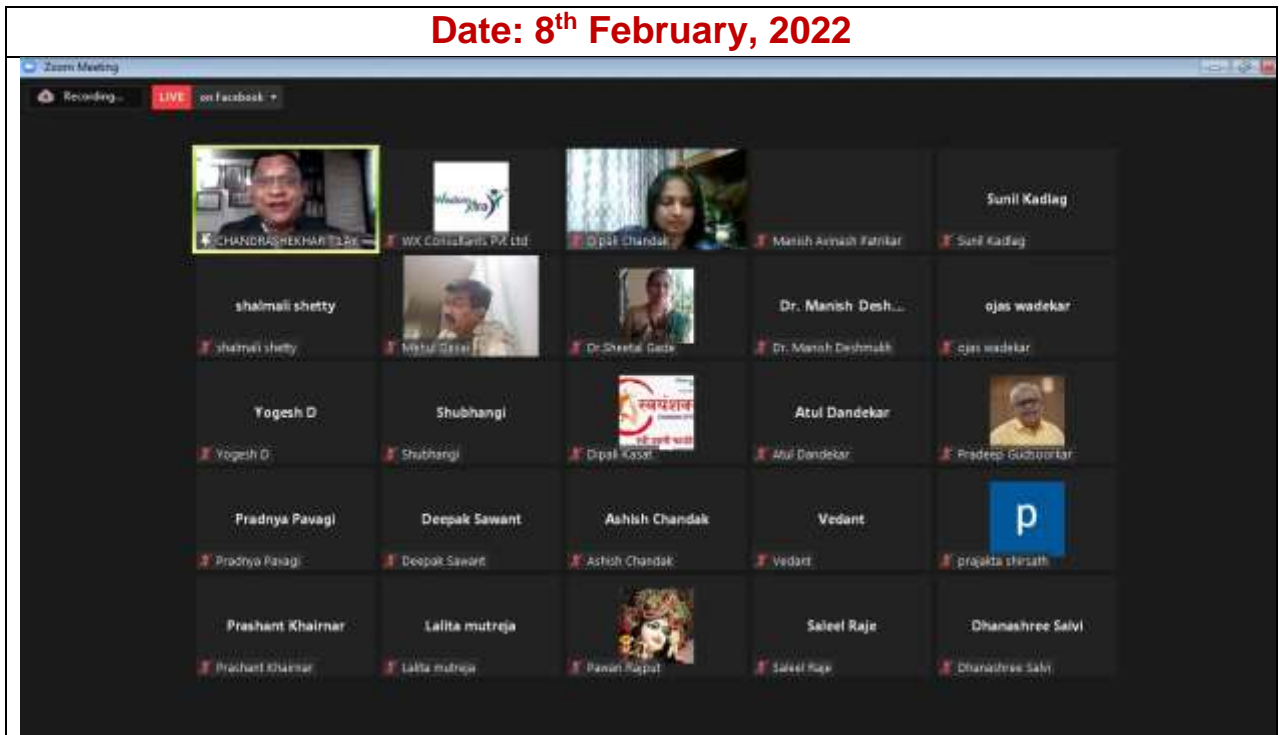 Date: 8th February, 2022
Zoom Meeting
Recording...
LIVE on Facebook
CHANDRASHEKHAR TILAK
WX Consultants Pvt Ltd
Dipali Chandak
Manish Avinash Patrikar
Sunil Kadlag
Sunil Kadlag
shalmali shetty
Dr. Manish Desh...
ojas wadekar
shalmali shetty
Dr.Sheetal Gade
Dr. Manish Deshmukh
ojas wadekar
Yogesh D
Shubhangi
Atul Dandekar
Yogesh D
Shubhangi
Dipali Kasat
Atul Dandekar
Pradeep Gudsoorkar
Pradnya Pavagi
Deepak Sawant
Ashish Chandak
Vedant
p
Pradnya Pavagi
Deepak Sawant
Ashish Chandak
Vedant
prajakta shirsath
Prashant Khairnar
Lalita mutreja
Saleel Raje
Dhanashree Salvi
Prashant Khairnar
Lalita mutreja
Pawan Rajput
Saleel Raje
Dhanashree Salvi